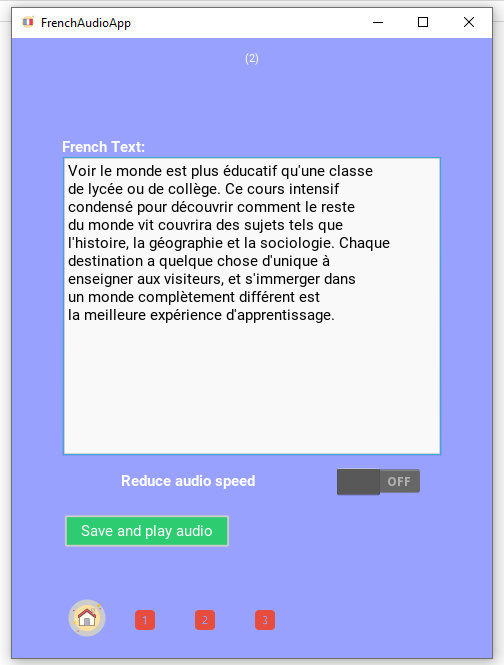 FrenchAudioApp
(2)
French Text:
Voir le monde est plus éducatif qu'une classe
de lycée ou de collège. Ce cours intensif
condensé pour découvrir comment le reste
du monde vit couvrira des sujets tels que
l'histoire, la géographie et la sociologie. Chaque
destination a quelque chose d'unique à
enseigner aux visiteurs, et s'immerger dans
un monde complètement différent est
la meilleure expérience d'apprentissage.
Reduce audio speed OFF
Save and play audio
1 2 3